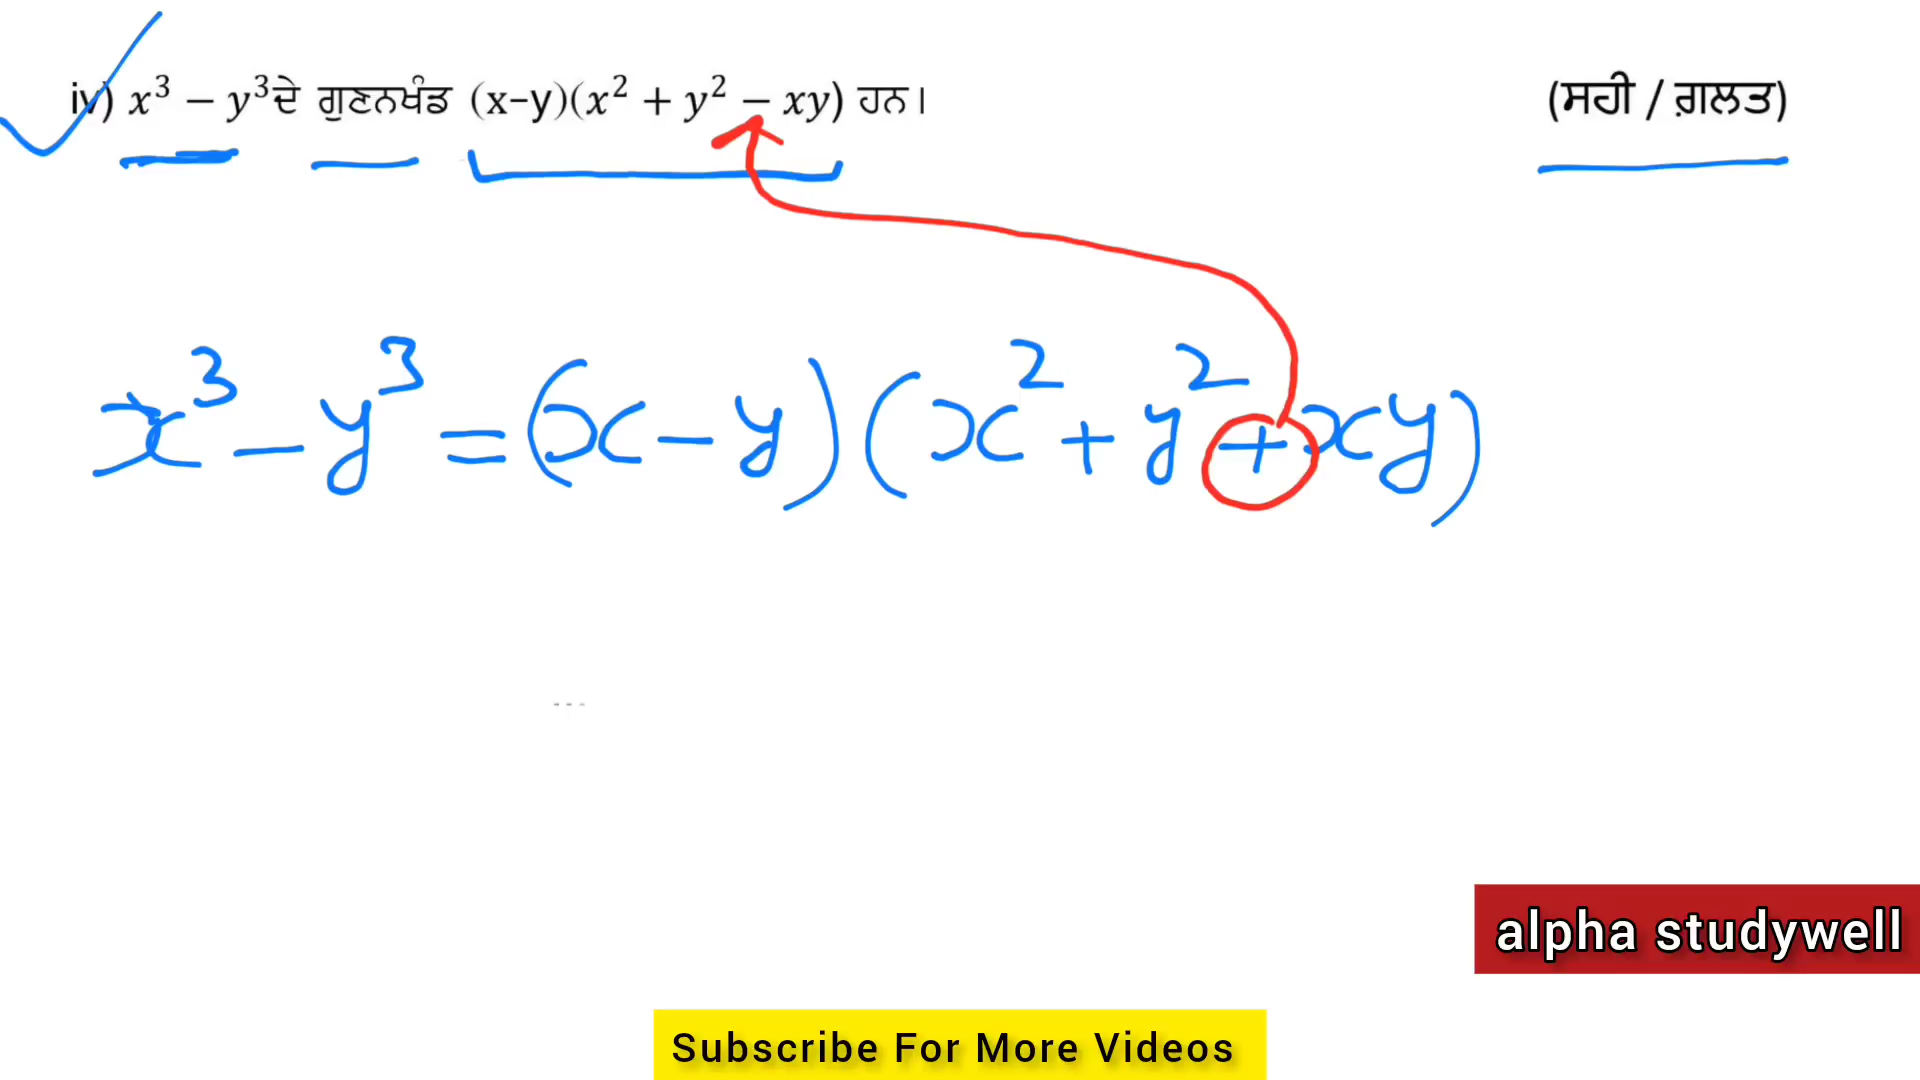 iv) x³ − y³ਦੇ ਗੁਣਨਖੰਡ (x-y)(x² + y² − xy) ਹਨ। (ਸਹੀ / ਗ਼ਲਤ)
x³ − y³ = (x − y) (x² + y² + xy)
alpha studywell
Subscribe For More Videos